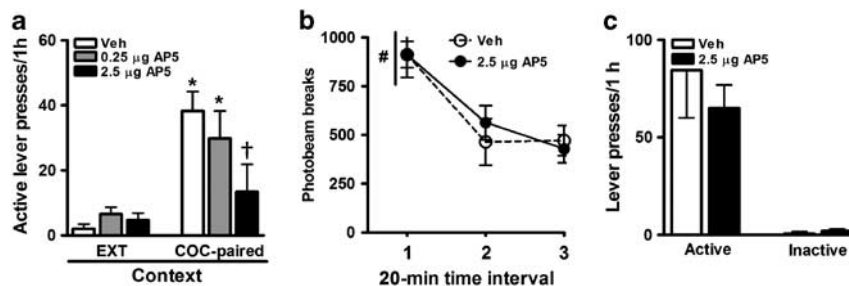 a
Active lever presses/1h
60
40
20
0
Veh
0.25 μg AP5
2.5 μg AP5
*
*
†
EXT
COC-paired
Context
b
Photobeam breaks
1000
750
500
250
0
#
Veh
2.5 μg AP5
1
2
3
20-min time interval
c
Lever presses/1 h
100
50
0
Veh
2.5 μg AP5
Active
Inactive